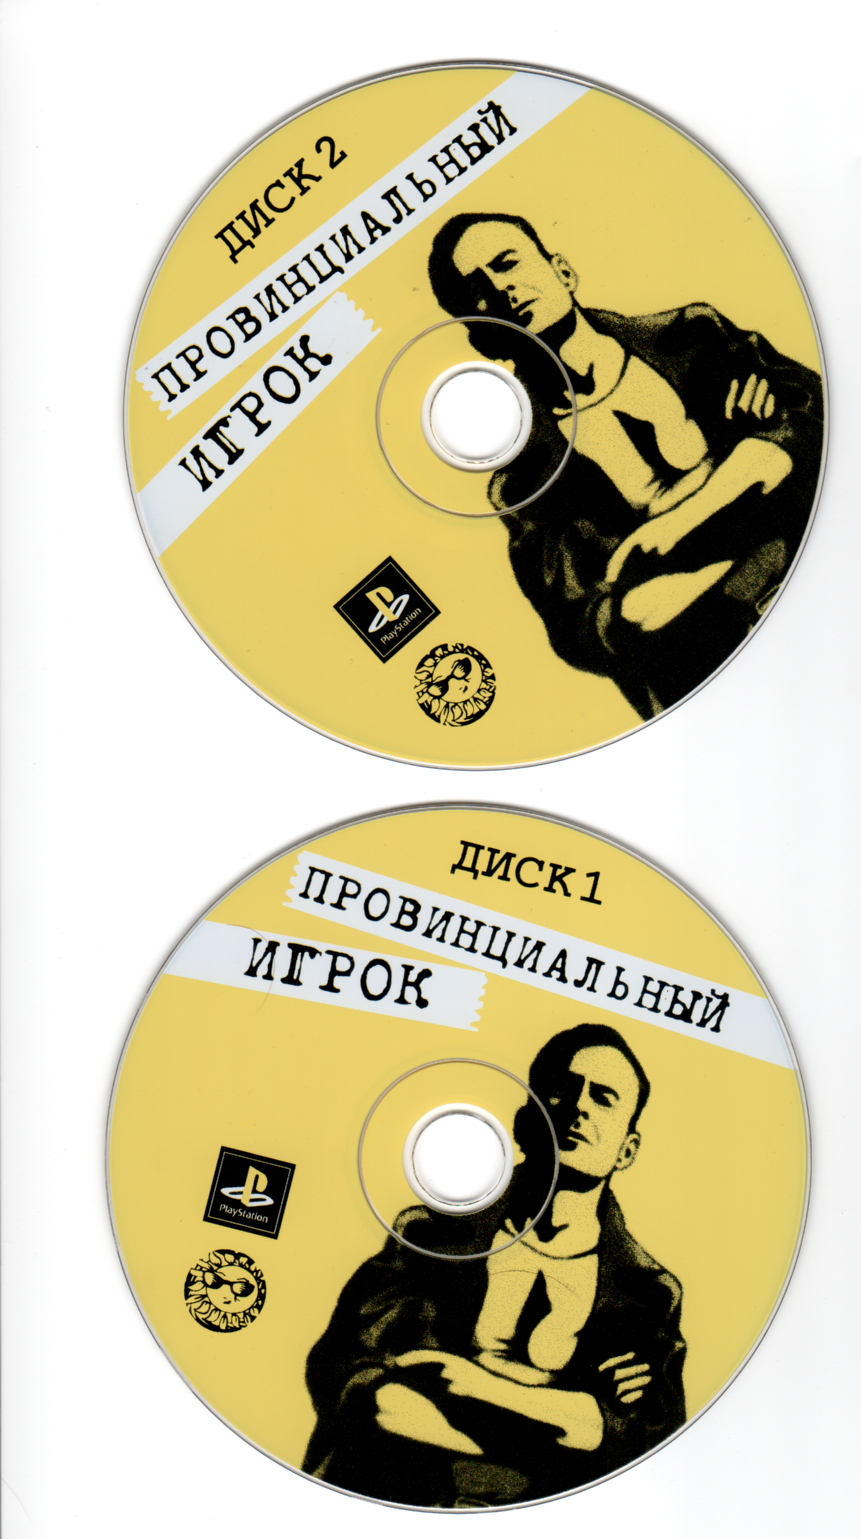 ДИСК 2
ПРОВИНЦИАЛЬНЫЙ
ИГРОК
PlayStation
ДИСК 1
ПРОВИНЦИАЛЬНЫЙ
ИГРОК
PlayStation